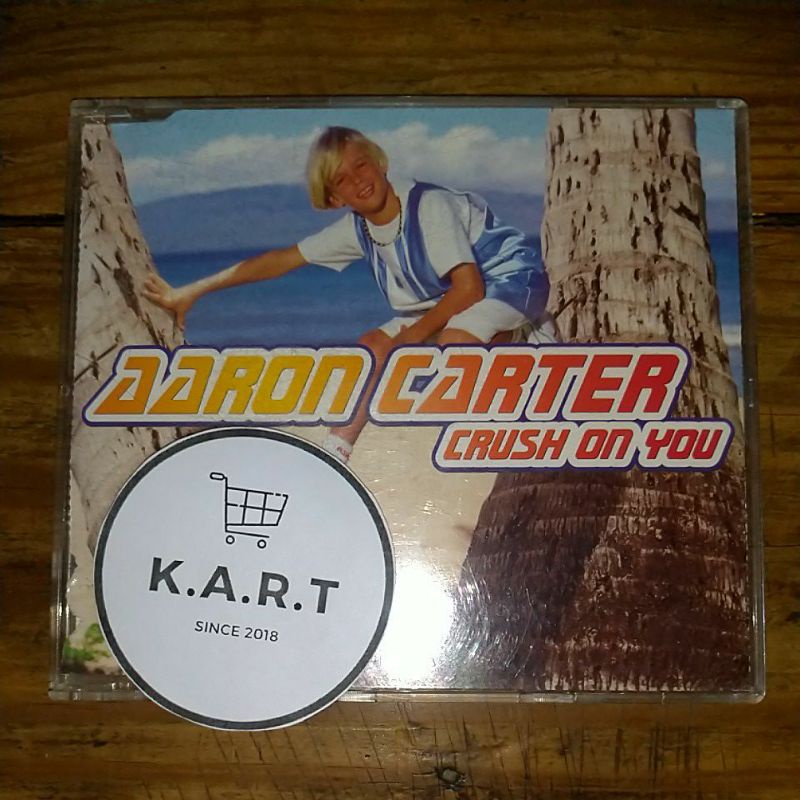 AARON CARTER
CRUSH ON YOU
K.A.R.T
SINCE 2018